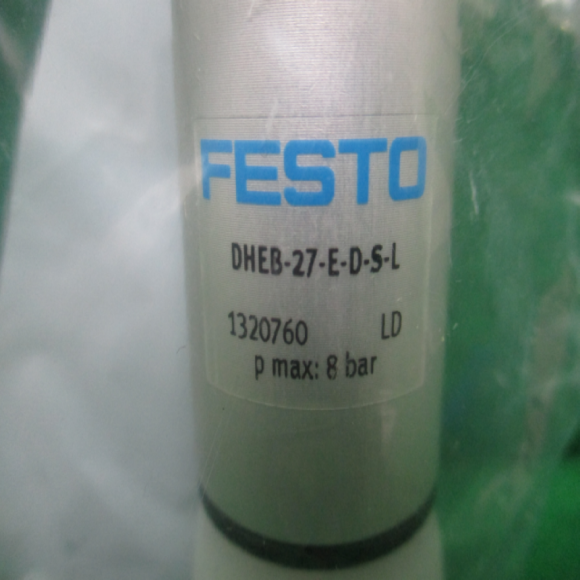 FESTO
DHEB-27-E-D-S-L
1320760 LD
p max: 8 bar